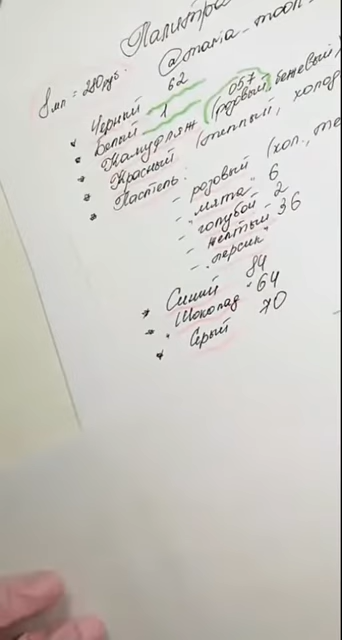 Палитра
@mama_
8 мл = 280 руб.
* Черный 62
* Белый 1
* Камуфляж 057 (розовый, бежевый)
* Красный (теплый, холод
* Пастель:
- розовый (хол., те
- "мята" 6
- голубой - 2
- желтый 36
- "персик"
* Синий 84
* "Шоколад" 64
* Серый 70